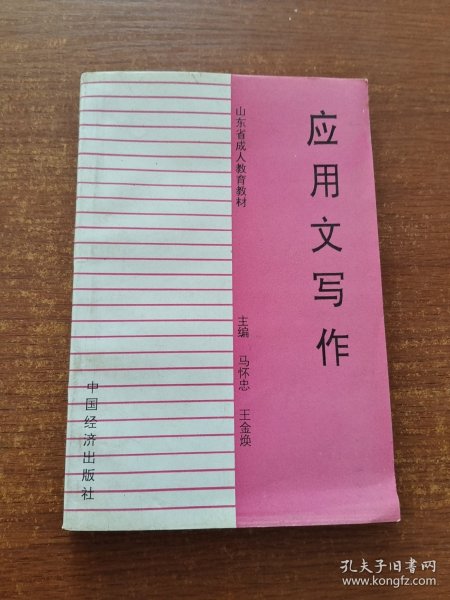 应用文写作
山东省成人教育教材
主编 马怀忠 王金焕
中国经济出版社
孔夫子旧书网
www.kongfz.com